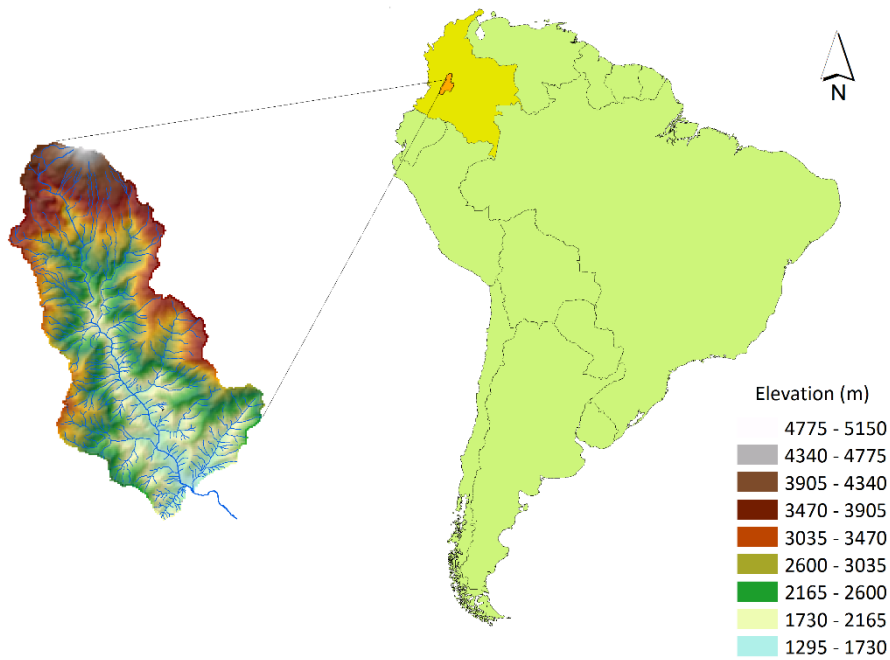 N
Elevation (m)
4775 - 5150
4340 - 4775
3905 - 4340
3470 - 3905
3035 - 3470
2600 - 3035
2165 - 2600
1730 - 2165
1295 - 1730